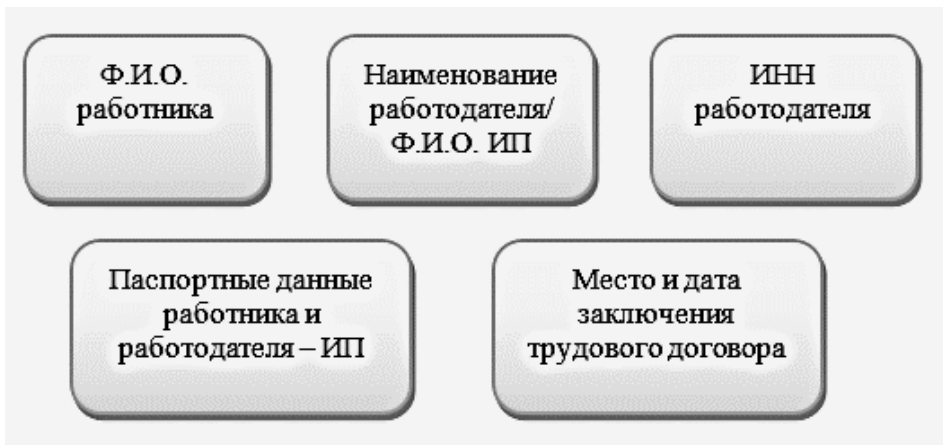 Ф.И.О.
работника
Наименование
работодателя/
Ф.И.О. ИП
ИНН
работодателя
Паспортные данные
работника и
работодателя – ИП
Место и дата
заключения
трудового договора